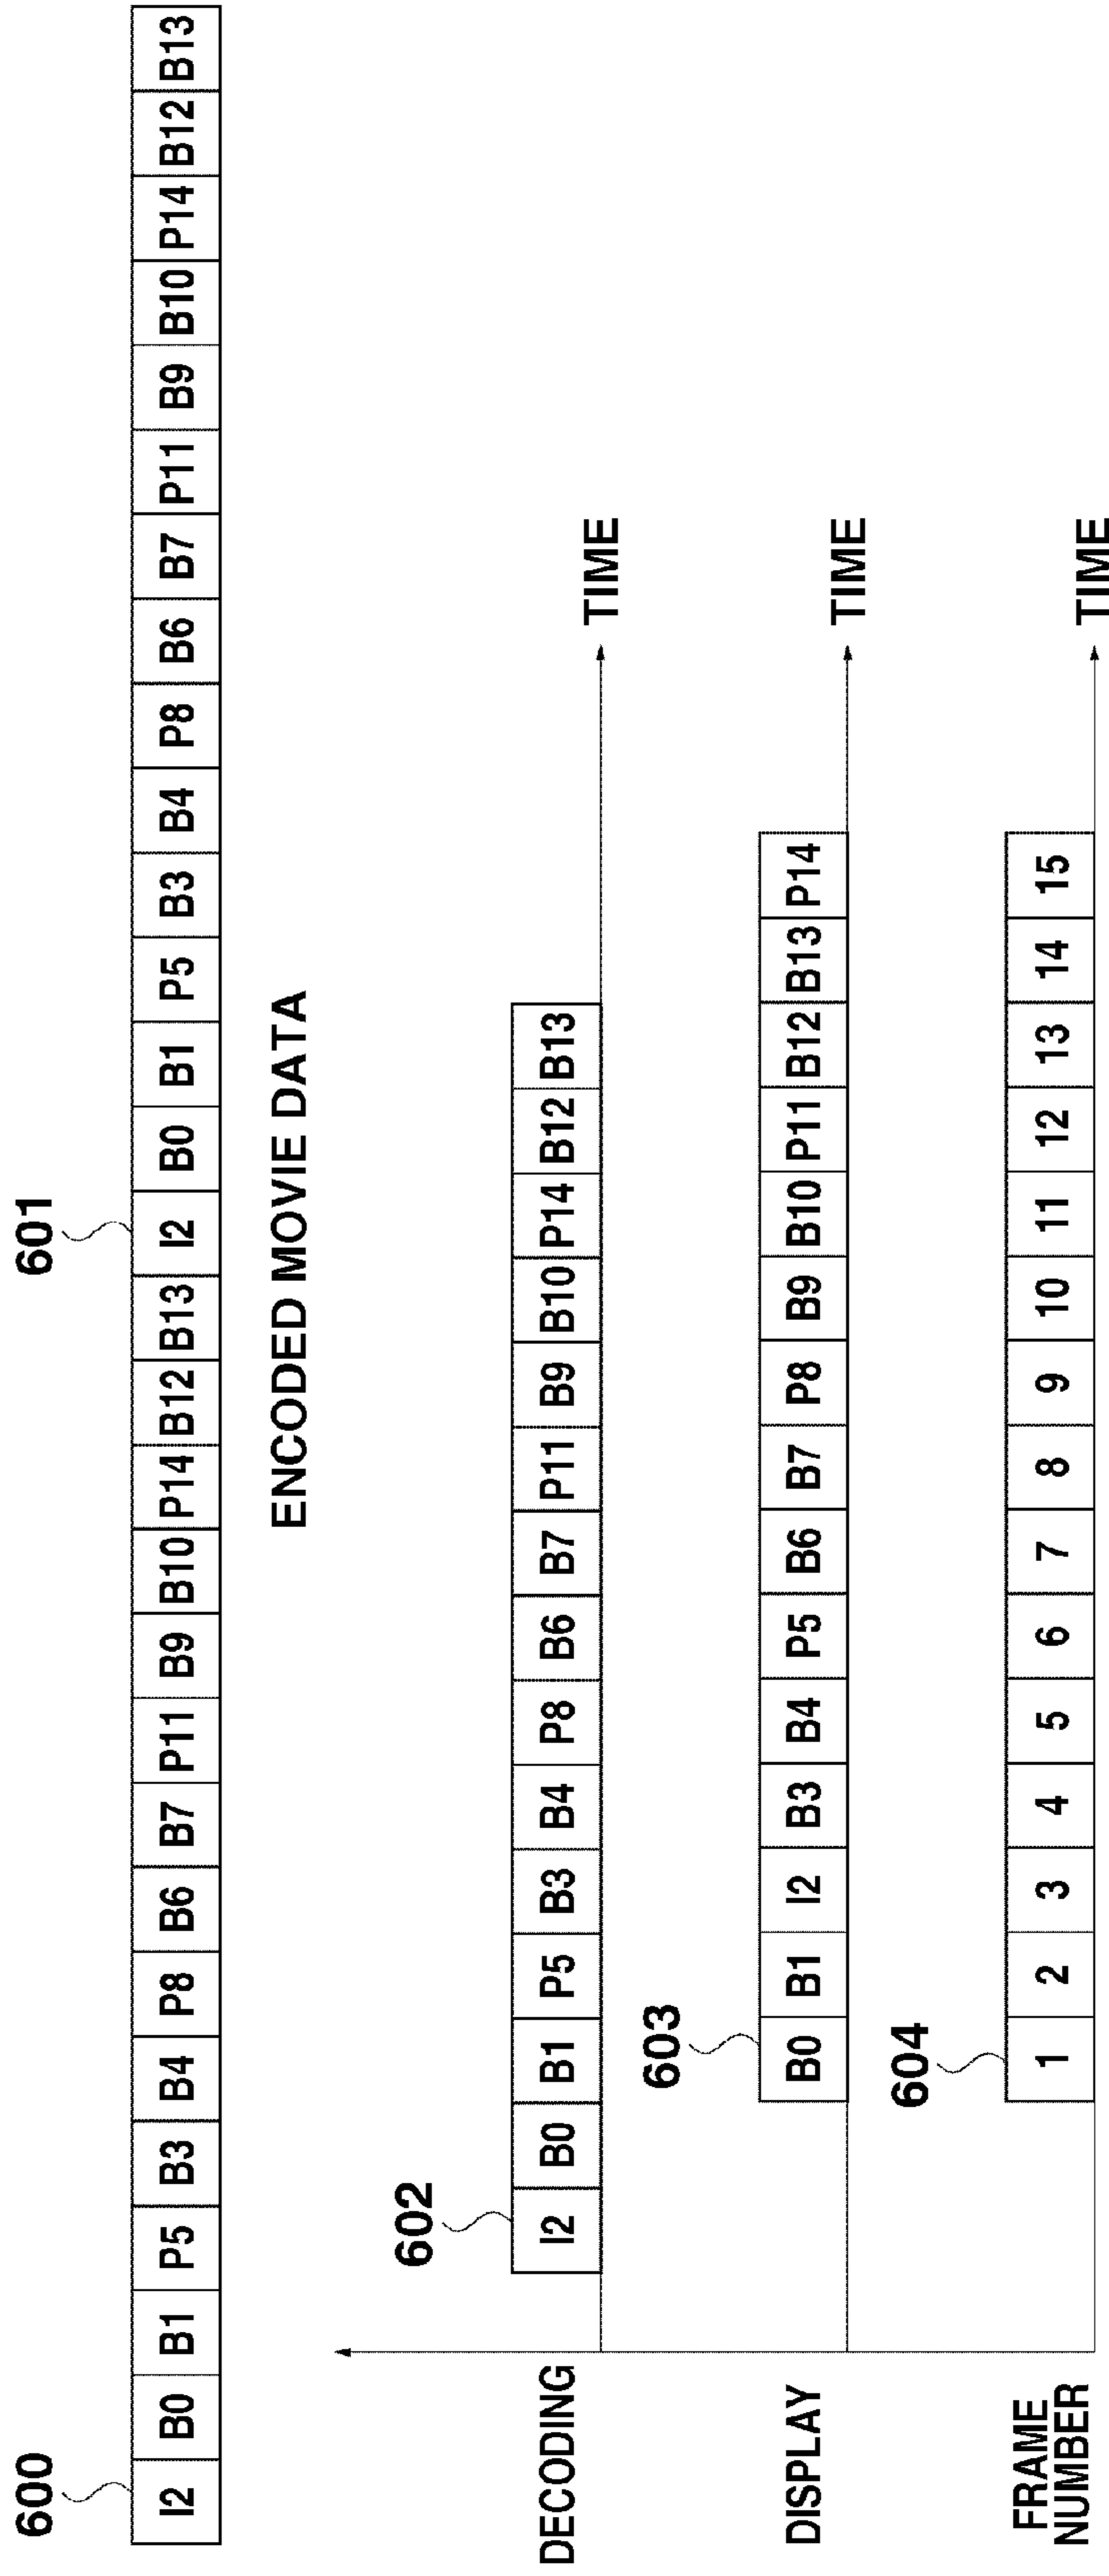 600
601
I2 B0 B1 P5 B3 B4 P8 B6 B7 P11 B9 B10 P14 B12 B13 I2 B0 B1 P5 B3 B4 P8 B6 B7 P11 B9 B10 P14 B12 B13
ENCODED MOVIE DATA
602
DECODING
I2 B0 B1 P5 B3 B4 P8 B6 B7 P11 B9 B10 P14 B12 B13
TIME
603
DISPLAY
B0 B1 I2 B3 B4 P5 B6 B7 P8 B9 B10 P11 B12 B13 P14
TIME
604
FRAME
NUMBER
1 2 3 4 5 6 7 8 9 10 11 12 13 14 15
TIME